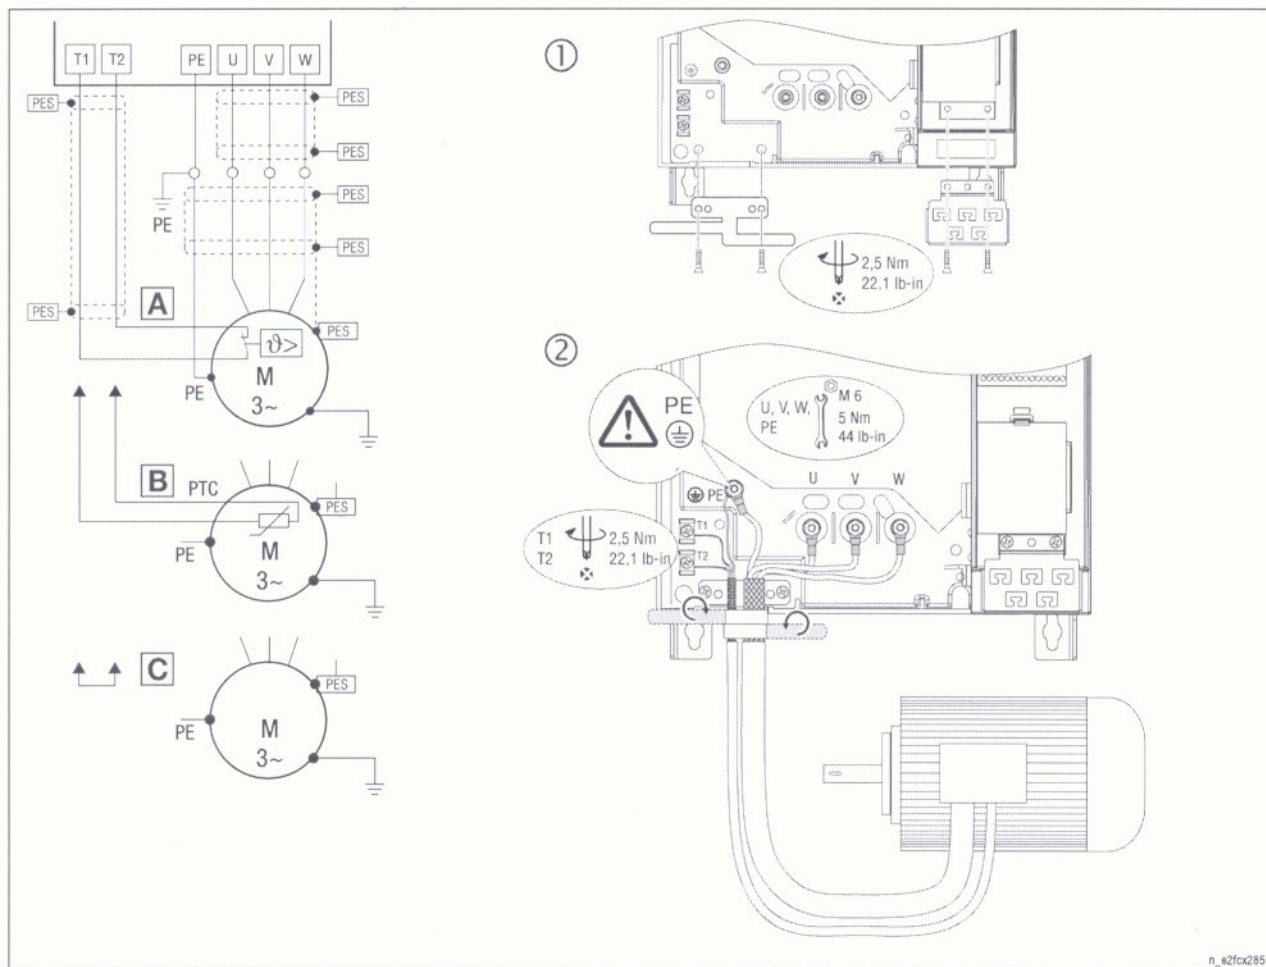 T1 T2 PE U V W
PES PES
PES
PES
PE
PES
PES
A
PES
ϑ>
PE M
3~
B PTC
PES
PE M
3~
C
PES
PE M
3~
1
2,5 Nm
22,1 lb-in
2
PE
U, V, W, M 6
PE 5 Nm
44 lb-in
U V W
PE
T1
T2
T1 2,5 Nm
T2 22,1 lb-in
n_e2fcx285